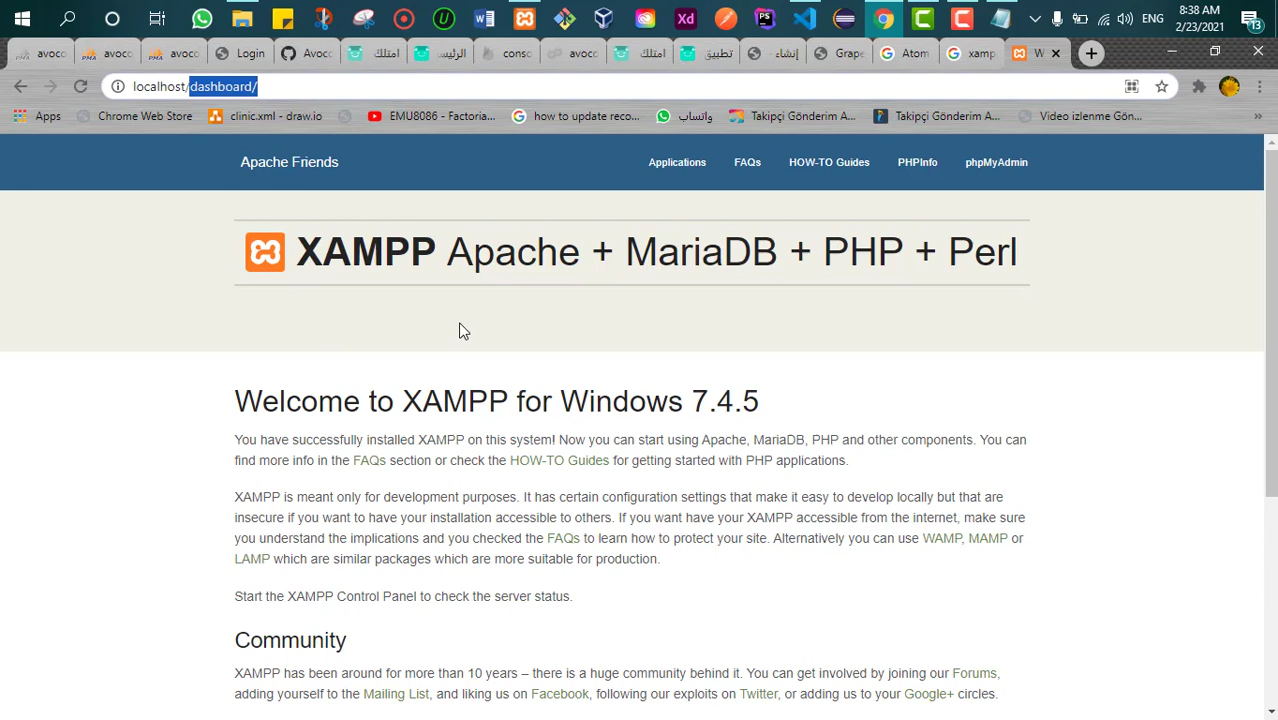 ENG
8:38 AM
2/23/2021
13
avocc
avocc
avocc
Login
Avoc
امتلك
الرئيس
consc
avocc
امتلك
تطبيق
إنشاء
Grape
Atom
xamp
W
localhost/dashboard/
Apps
Chrome Web Store
clinic.xml - draw.io
EMU8086 - Factoria...
how to update reco...
واتساب
Takipçi Gönderim A...
Takipçi Gönderim A...
Video izlenme Gön...
Apache Friends
Applications
FAQs
HOW-TO Guides
PHPInfo
phpMyAdmin
XAMPP Apache + MariaDB + PHP + Perl
Welcome to XAMPP for Windows 7.4.5
You have successfully installed XAMPP on this system! Now you can start using Apache, MariaDB, PHP and other components. You can
find more info in the FAQs section or check the HOW-TO Guides for getting started with PHP applications.
XAMPP is meant only for development purposes. It has certain configuration settings that make it easy to develop locally but that are
insecure if you want to have your installation accessible to others. If you want have your XAMPP accessible from the internet, make sure
you understand the implications and you checked the FAQs to learn how to protect your site. Alternatively you can use WAMP, MAMP or
LAMP which are similar packages which are more suitable for production.
Start the XAMPP Control Panel to check the server status.
Community
XAMPP has been around for more than 10 years – there is a huge community behind it. You can get involved by joining our Forums,
adding yourself to the Mailing List, and liking us on Facebook, following our exploits on Twitter, or adding us to your Google+ circles.